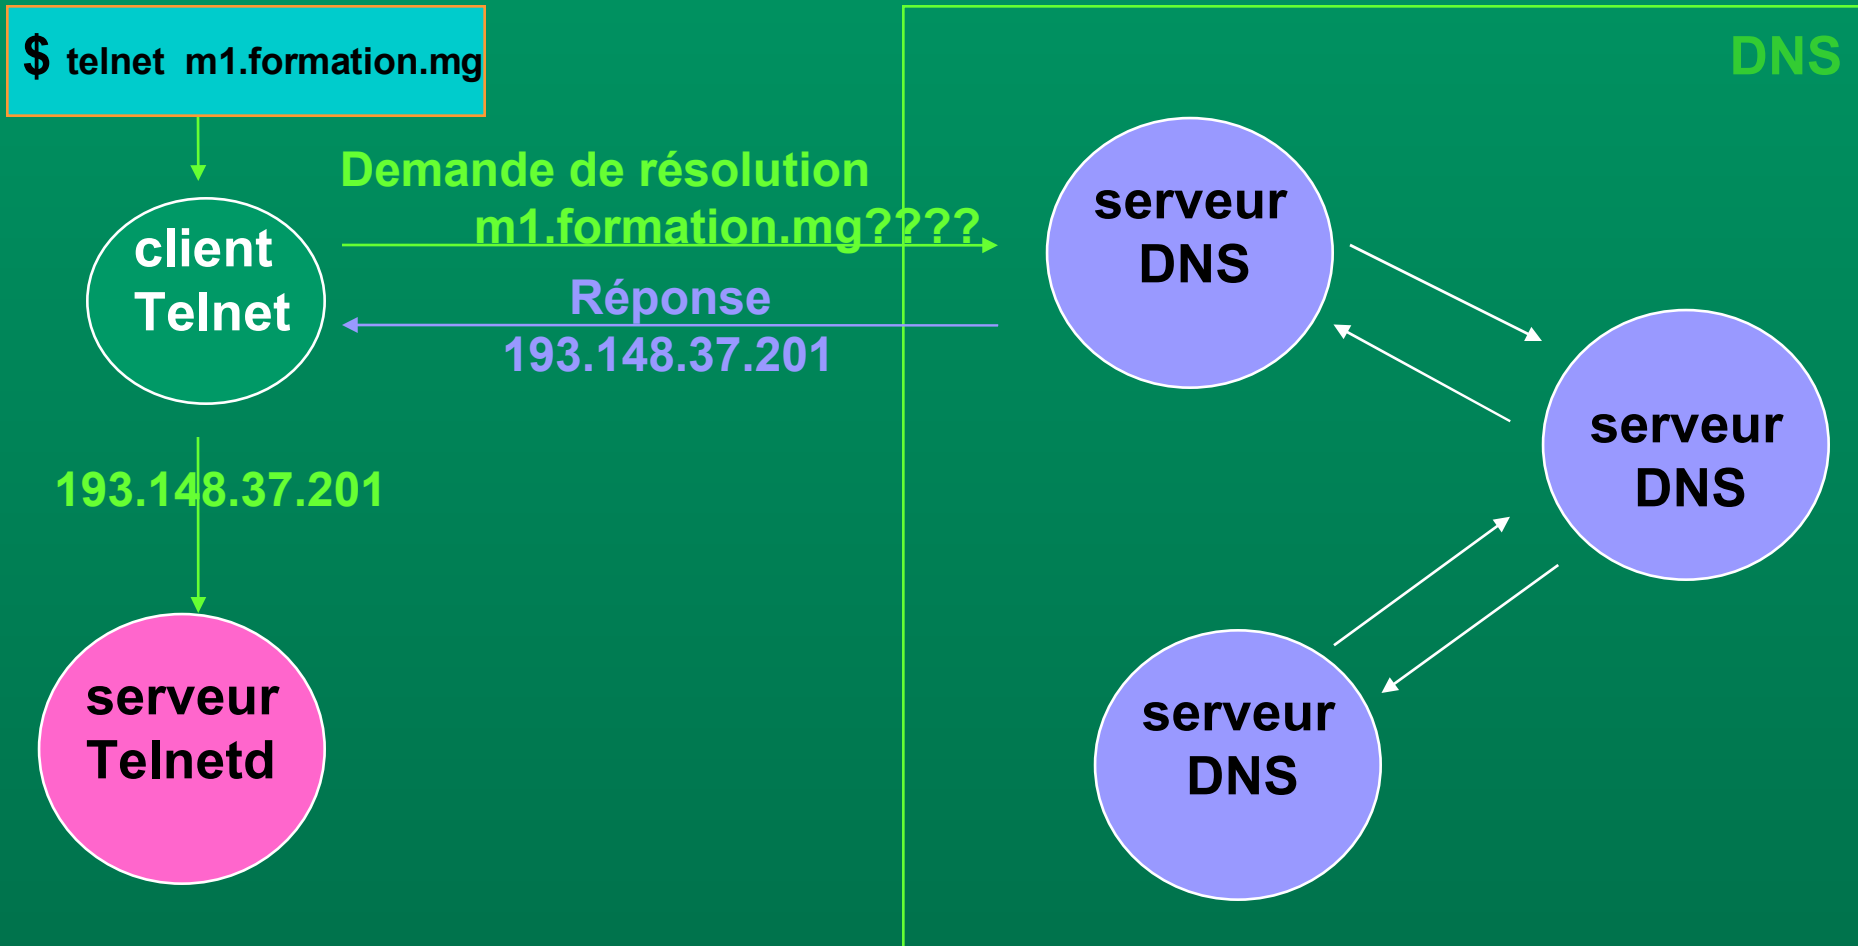 $ telnet m1.formation.mg
DNS
Demande de résolution
m1.formation.mg????
client
Telnet
Réponse
193.148.37.201
serveur
DNS
serveur
DNS
193.148.37.201
serveur
Telnetd
serveur
DNS